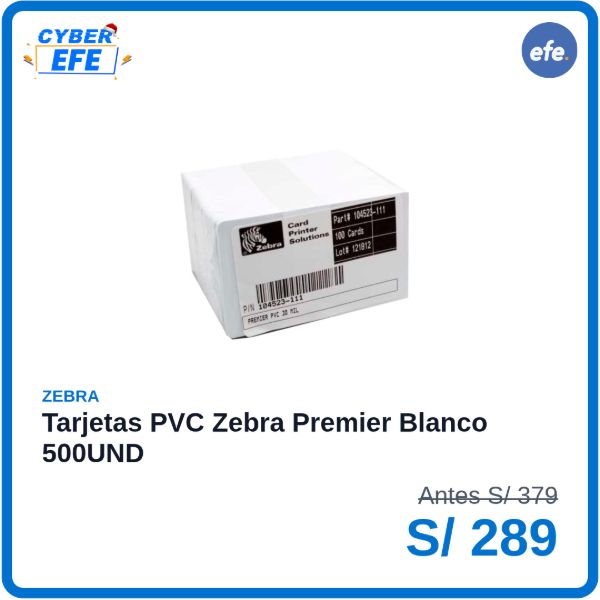 CYBER
EFE
efe.
Zebra
Card
Printer
Solutions
Part# 104523-111
100 Cards
Lot# 121812
P/N 104523-111
PREMIER PVC 30 MIL
ZEBRA
Tarjetas PVC Zebra Premier Blanco
500UND
Antes S/ 379
S/ 289